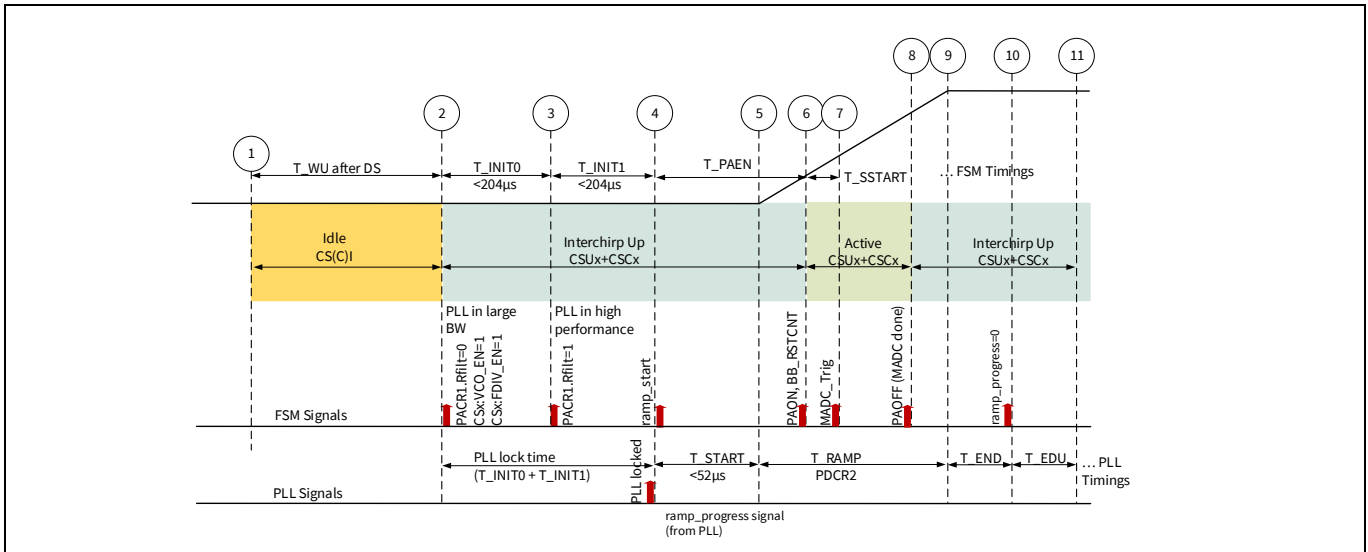 8
9
10
11
2
3
4
5
6
7
1
T_WU after DS
T_INIT0
<204µs
T_INIT1
<204µs
T_PAEN
T_SSTART
... FSM Timings
Idle
CS(C)I
Interchirp Up
CSUx+CSCx
Active
CSUx+CSCx
Interchirp Up
CSUx+CSCx
PLL in large
BW
PLL in high
performance
PACR1.Rfilt=0
CSx:VCO_EN=1
CSx:FDIV_EN=1
PACR1.Rfilt=1
ramp_start
PAON, BB_RSTCNT
MADC_Trig
PAOFF (MADC done)
ramp_progress=0
FSM Signals
PLL lock time
(T_INIT0 + T_INIT1)
PLL locked
T_START
<52µs
T_RAMP
PDCR2
T_END
T_EDU
... PLL
Timings
PLL Signals
ramp_progress signal
(from PLL)